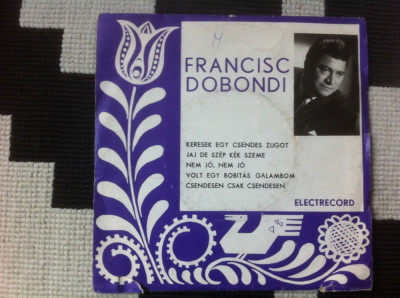 FRANCISC
DOBONDI
KERESEK EGY CSENDES ZUGOT
JAJ DE SZÉP KÉK SZEME
NEM JÓ, NEM JÓ
VOLT EGY BOBITÁS GALAMBOM
CSENDESEN CSAK CSENDESEN
ELECTRECORD